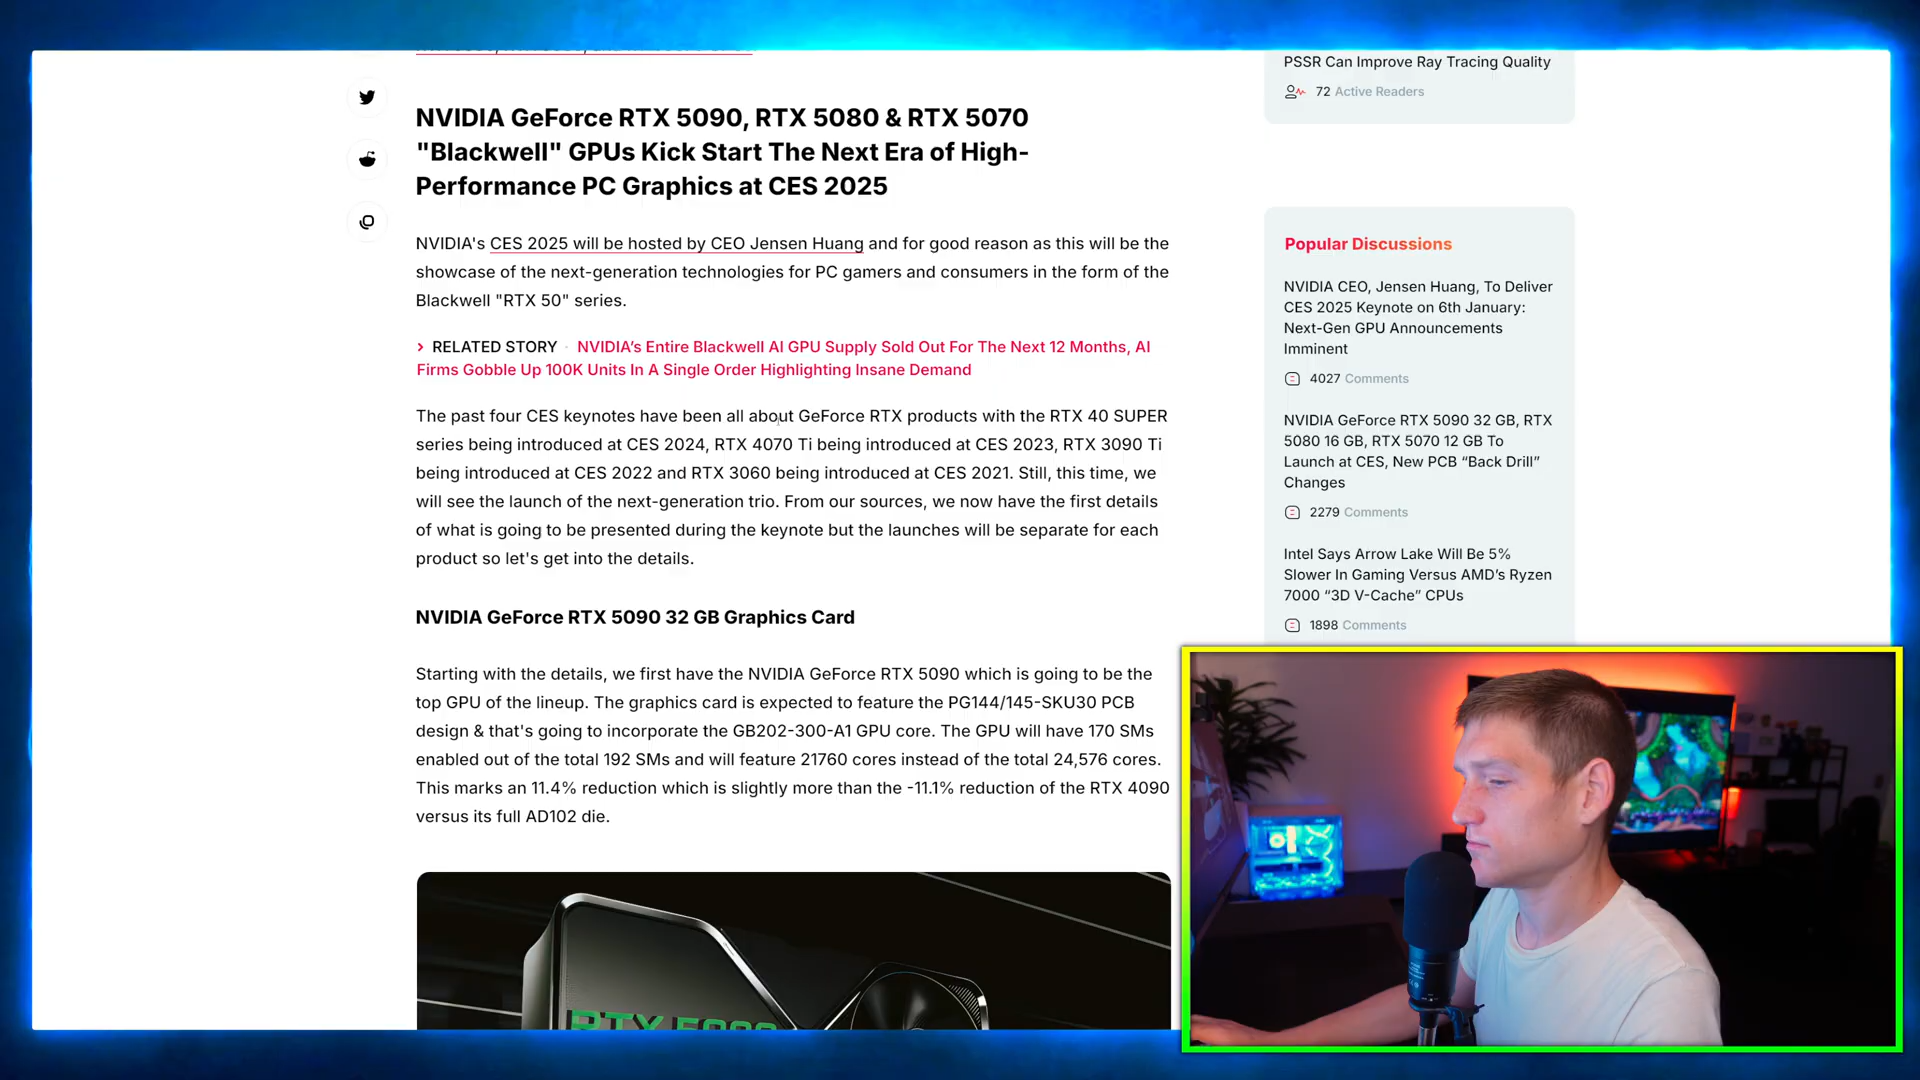 NVIDIA GeForce RTX 5090, RTX 5080 & RTX 5070
"Blackwell" GPUs Kick Start The Next Era of High-
Performance PC Graphics at CES 2025
NVIDIA's CES 2025 will be hosted by CEO Jensen Huang and for good reason as this will be the
showcase of the next-generation technologies for PC gamers and consumers in the form of the
Blackwell "RTX 50" series.
RELATED STORY · NVIDIA’s Entire Blackwell AI GPU Supply Sold Out For The Next 12 Months, AI
Firms Gobble Up 100K Units In A Single Order Highlighting Insane Demand
The past four CES keynotes have been all about GeForce RTX products with the RTX 40 SUPER
series being introduced at CES 2024, RTX 4070 Ti being introduced at CES 2023, RTX 3090 Ti
being introduced at CES 2022 and RTX 3060 being introduced at CES 2021. Still, this time, we
will see the launch of the next-generation trio. From our sources, we now have the first details
of what is going to be presented during the keynote but the launches will be separate for each
product so let's get into the details.
NVIDIA GeForce RTX 5090 32 GB Graphics Card
Starting with the details, we first have the NVIDIA GeForce RTX 5090 which is going to be the
top GPU of the lineup. The graphics card is expected to feature the PG144/145-SKU30 PCB
design & that's going to incorporate the GB202-300-A1 GPU core. The GPU will have 170 SMs
enabled out of the total 192 SMs and will feature 21760 cores instead of the total 24,576 cores.
This marks an 11.4% reduction which is slightly more than the -11.1% reduction of the RTX 4090
versus its full AD102 die.
PSSR Can Improve Ray Tracing Quality
72 Active Readers
Popular Discussions
NVIDIA CEO, Jensen Huang, To Deliver
CES 2025 Keynote on 6th January:
Next-Gen GPU Announcements
Imminent
4027 Comments
NVIDIA GeForce RTX 5090 32 GB, RTX
5080 16 GB, RTX 5070 12 GB To
Launch at CES, New PCB “Back Drill”
Changes
2279 Comments
Intel Says Arrow Lake Will Be 5%
Slower In Gaming Versus AMD’s Ryzen
7000 “3D V-Cache” CPUs
1898 Comments